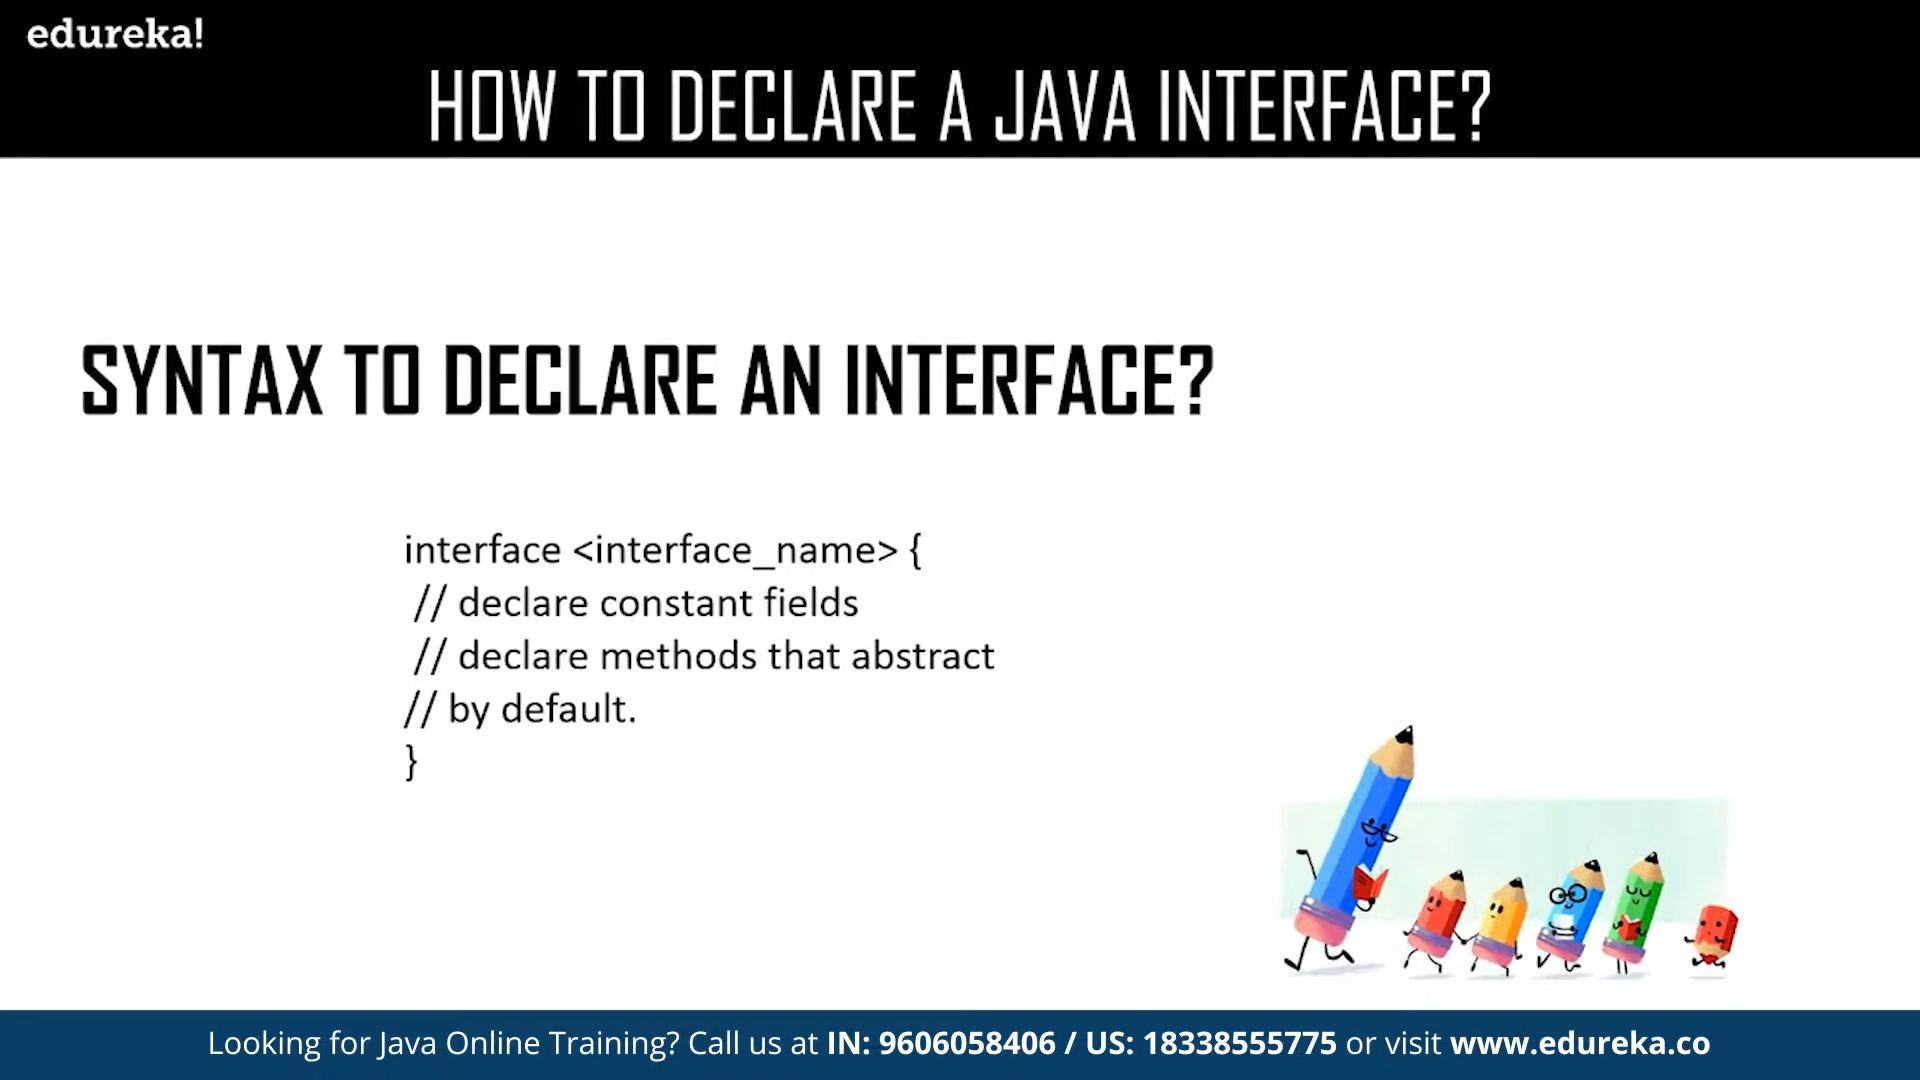 edureka!
HOW TO DECLARE A JAVA INTERFACE?
SYNTAX TO DECLARE AN INTERFACE?
interface <interface_name> {
// declare constant fields
// declare methods that abstract
// by default.
}
Looking for Java Online Training? Call us at IN: 9606058406 / US: 18338555775 or visit www.edureka.co